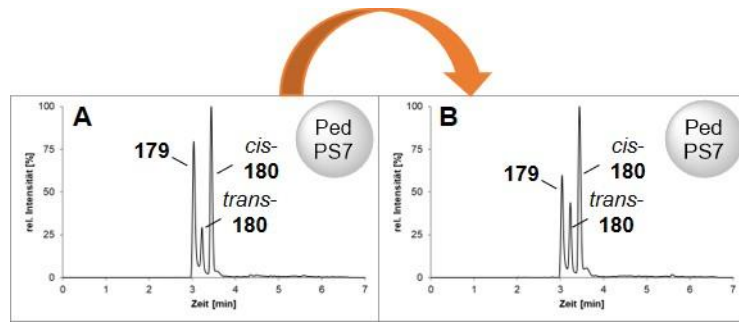 A
Ped
PS7
179
cis-
180
trans-
180
rel. Intensität [%]
100
75
50
25
0
0 1 2 3 4 5 6 7
Zeit [min]
B
Ped
PS7
179
cis-
180
trans-
180
rel. Intensität [%]
100
75
50
25
0
0 1 2 3 4 5 6 7
Zeit [min]